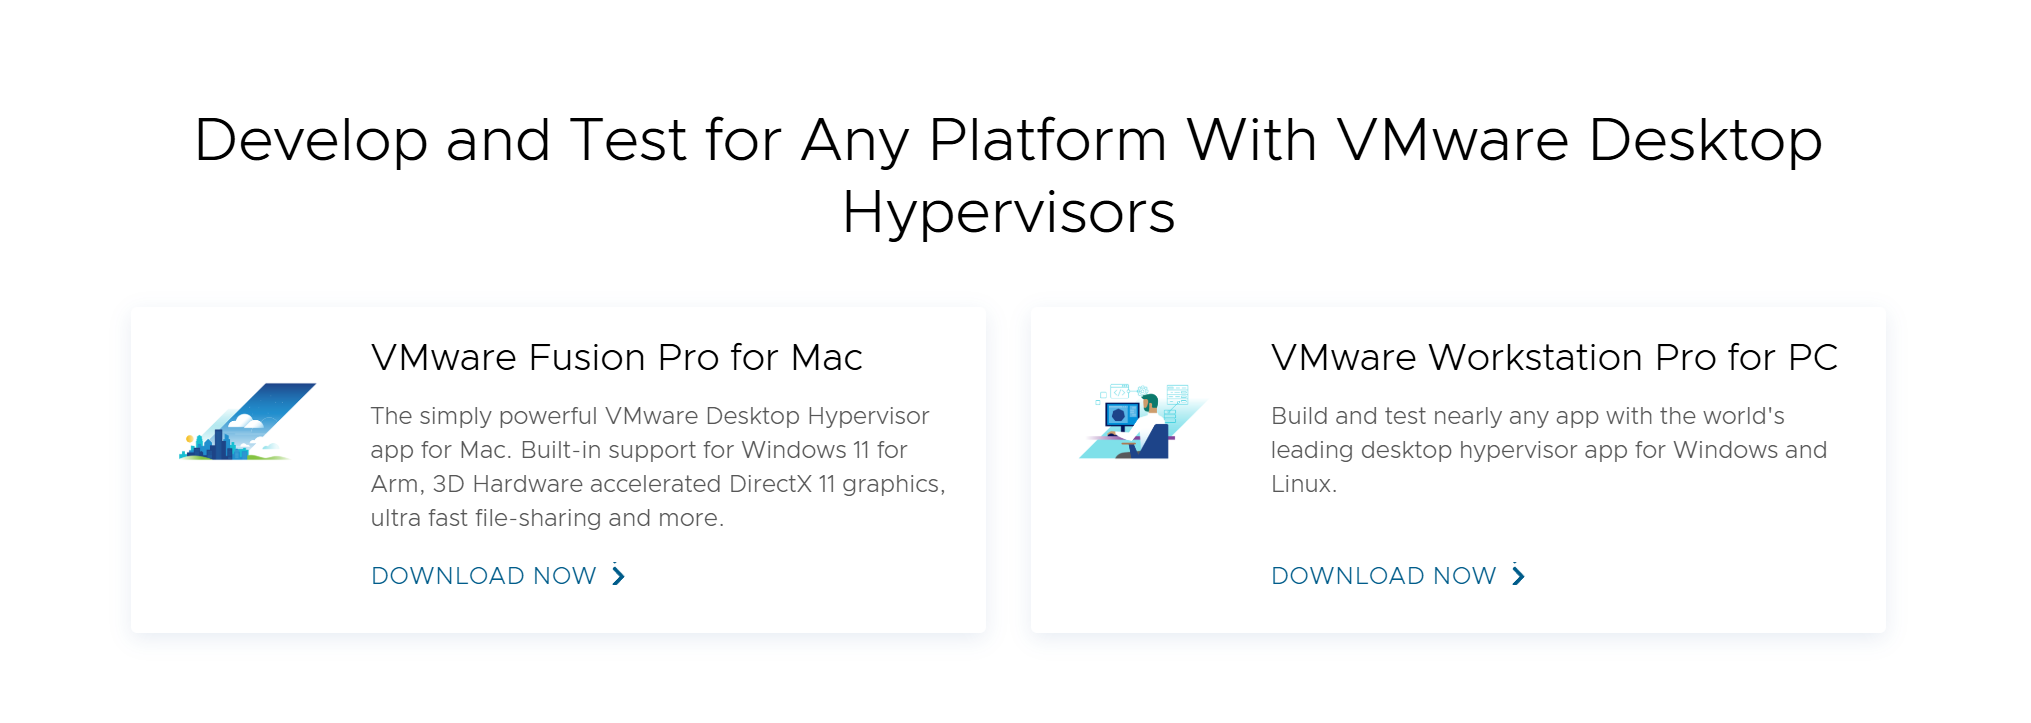 Develop and Test for Any Platform With VMware Desktop
Hypervisors
VMware Fusion Pro for Mac
The simply powerful VMware Desktop Hypervisor
app for Mac. Built-in support for Windows 11 for
Arm, 3D Hardware accelerated DirectX 11 graphics,
ultra fast file-sharing and more.
DOWNLOAD NOW
VMware Workstation Pro for PC
Build and test nearly any app with the world's
leading desktop hypervisor app for Windows and
Linux.
DOWNLOAD NOW